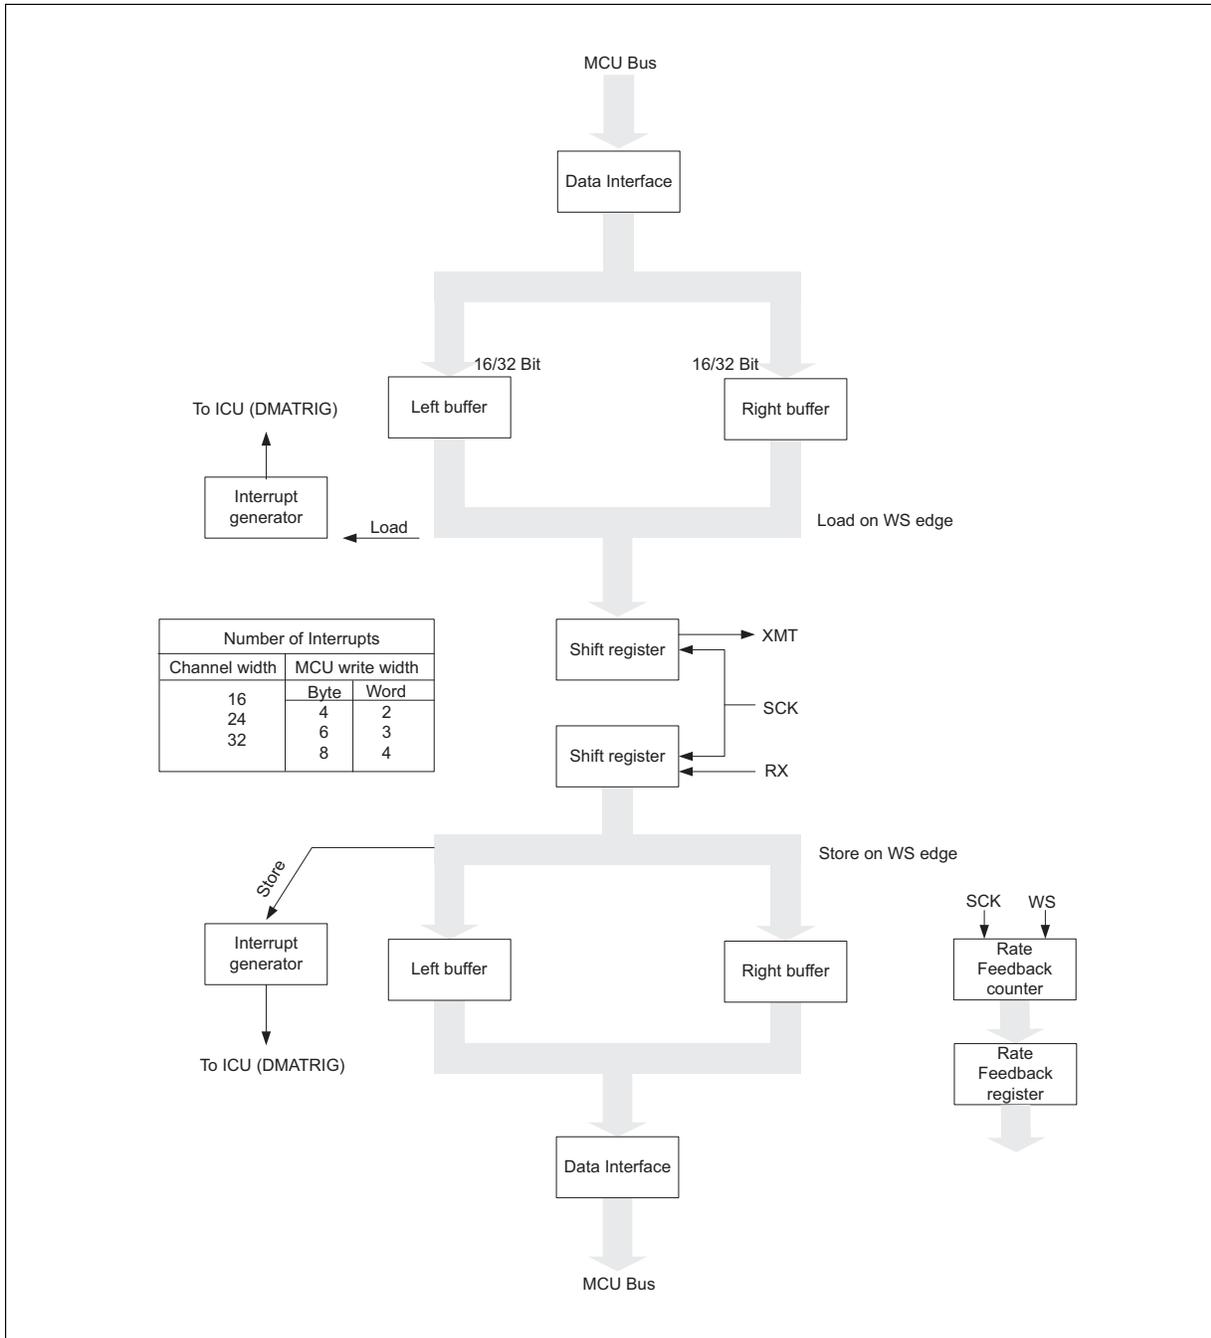 MCU Bus
Data Interface
16/32 Bit
16/32 Bit
Left buffer
Right buffer
To ICU (DMATRIG)
Interrupt
generator
Load
Load on WS edge
Shift register
XMT
SCK
Shift register
RX
Number of Interrupts
Channel width MCU write width
Byte Word
16 4 2
24 6 3
32 8 4
Store on WS edge
Store
Interrupt
generator
To ICU (DMATRIG)
Left buffer
Right buffer
SCK WS
Rate
Feedback
counter
Rate
Feedback
register
Data Interface
MCU Bus